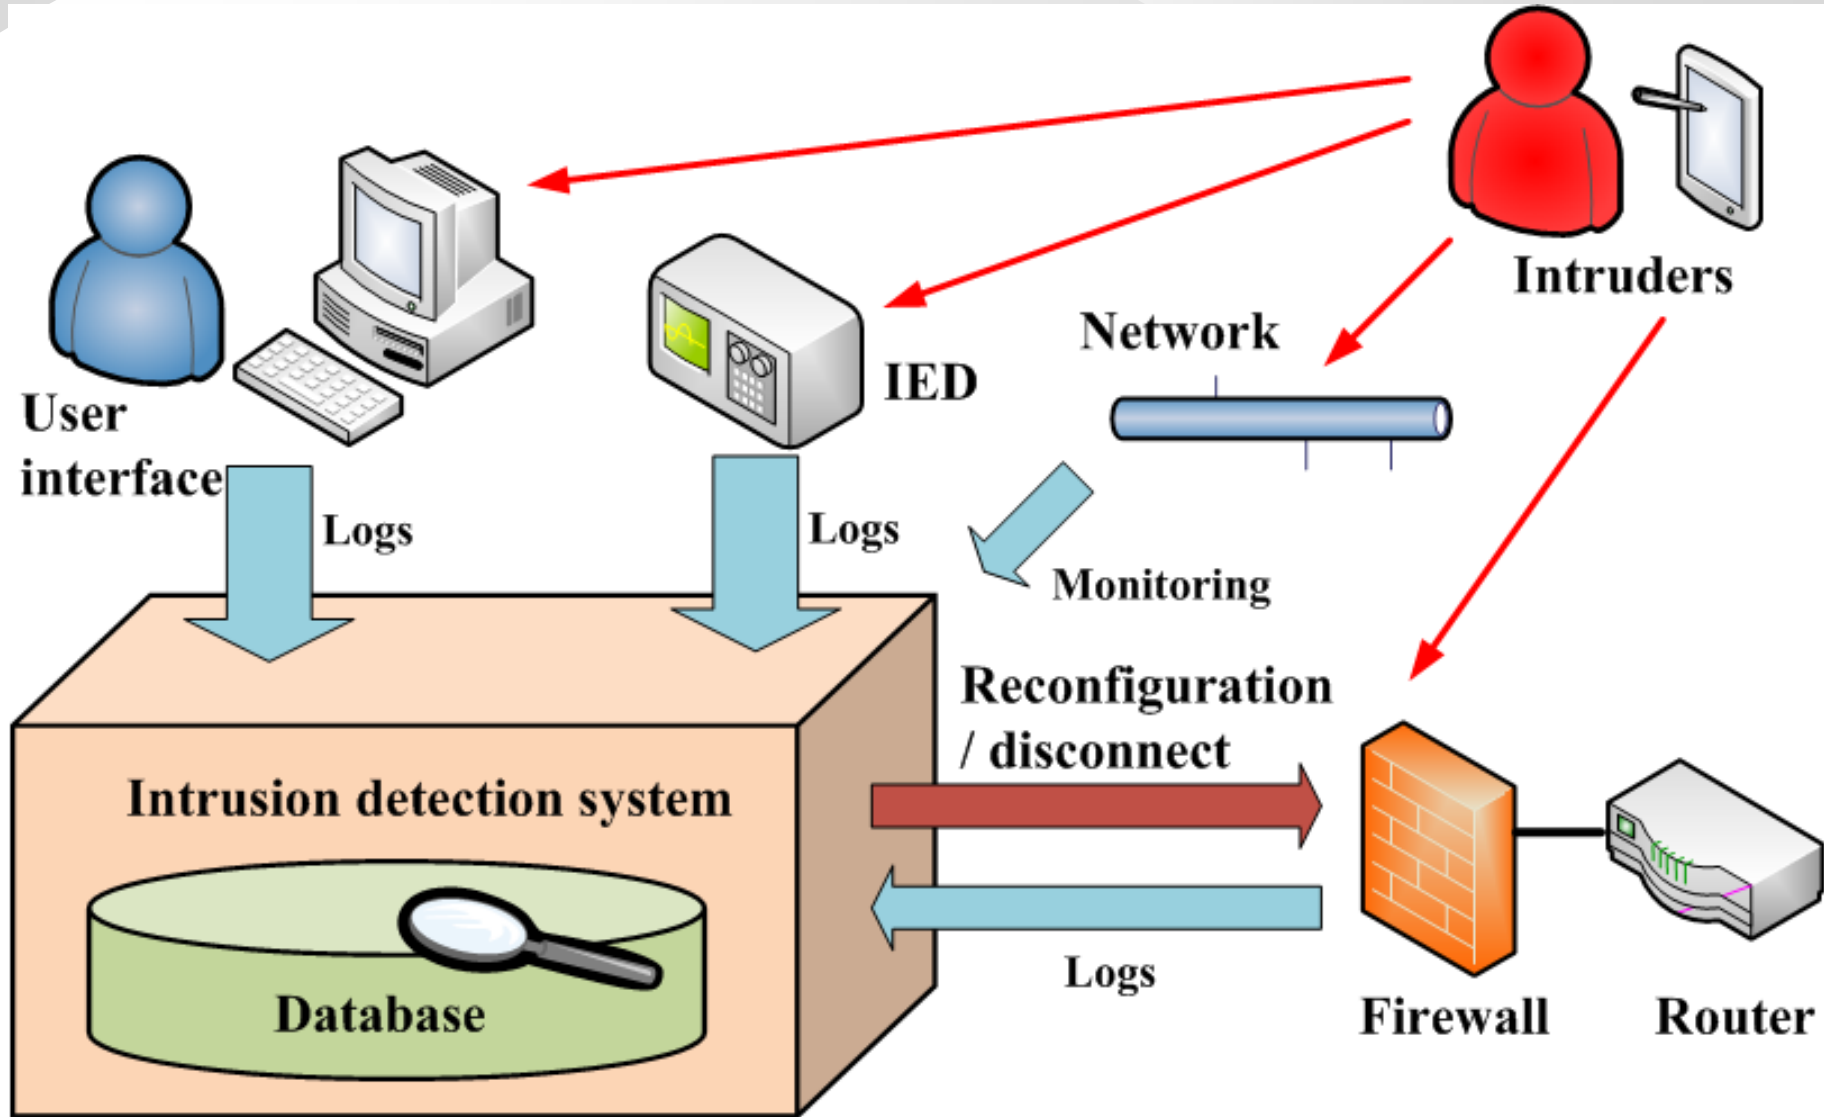 Intruders
Network
IED
User
interface
Logs
Logs
Monitoring
Reconfiguration
/ disconnect
Intrusion detection system
Logs
Database
Firewall
Router